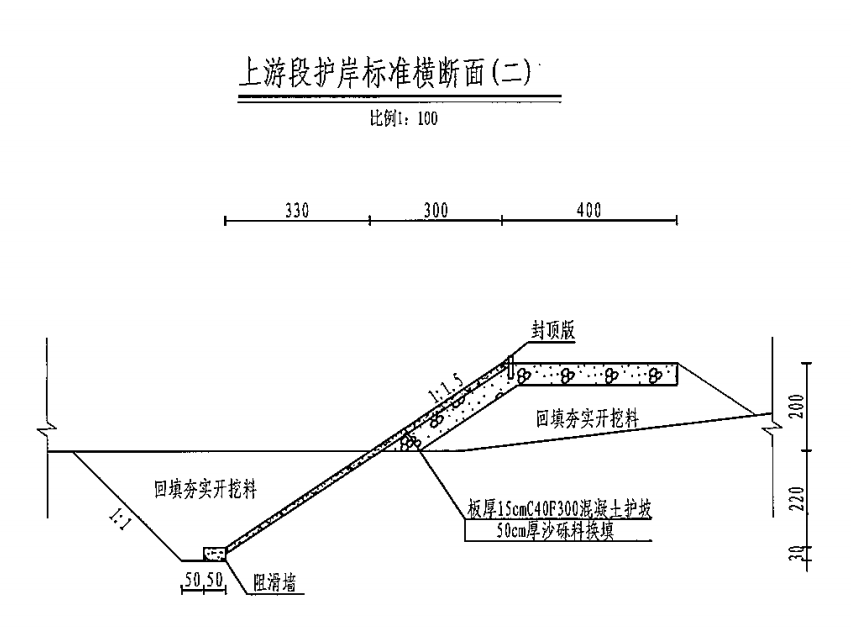 上游段护岸标准横断面(二)
比例1：100
330
300
400
封顶版
1:1.5
200
回填夯实开挖料
回填夯实开挖料
1:1
板厚15cmC40F300混凝土护坡
50cm厚沙砾料换填
220
30
50 50
阻滑墙